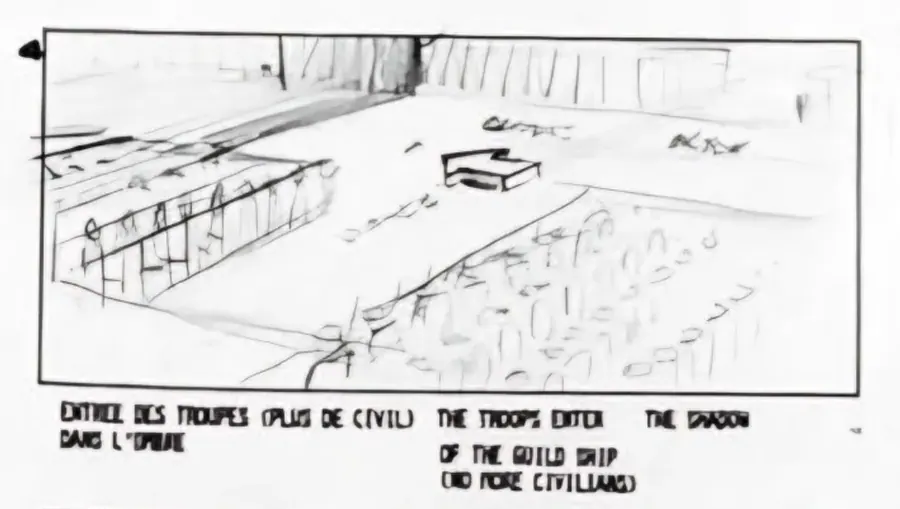 ENTREE DES TROUPES (PLUS DE CIVIL)
DANS L'OMBRE
THE TROOPS ENTER THE SHADOW
OF THE GUILD SHIP
(NO MORE CIVILIANS)